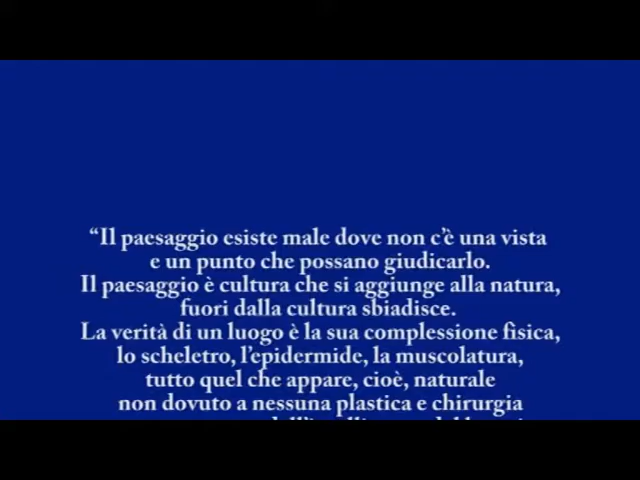 “Il paesaggio esiste male dove non c’è una vista
e un punto che possano giudicarlo.
Il paesaggio è cultura che si aggiunge alla natura,
fuori dalla cultura sbiadisce.
La verità di un luogo è la sua complessione fisica,
lo scheletro, l’epidermide, la muscolatura,
tutto quel che appare, cioè, naturale
non dovuto a nessuna plastica e chirurgia